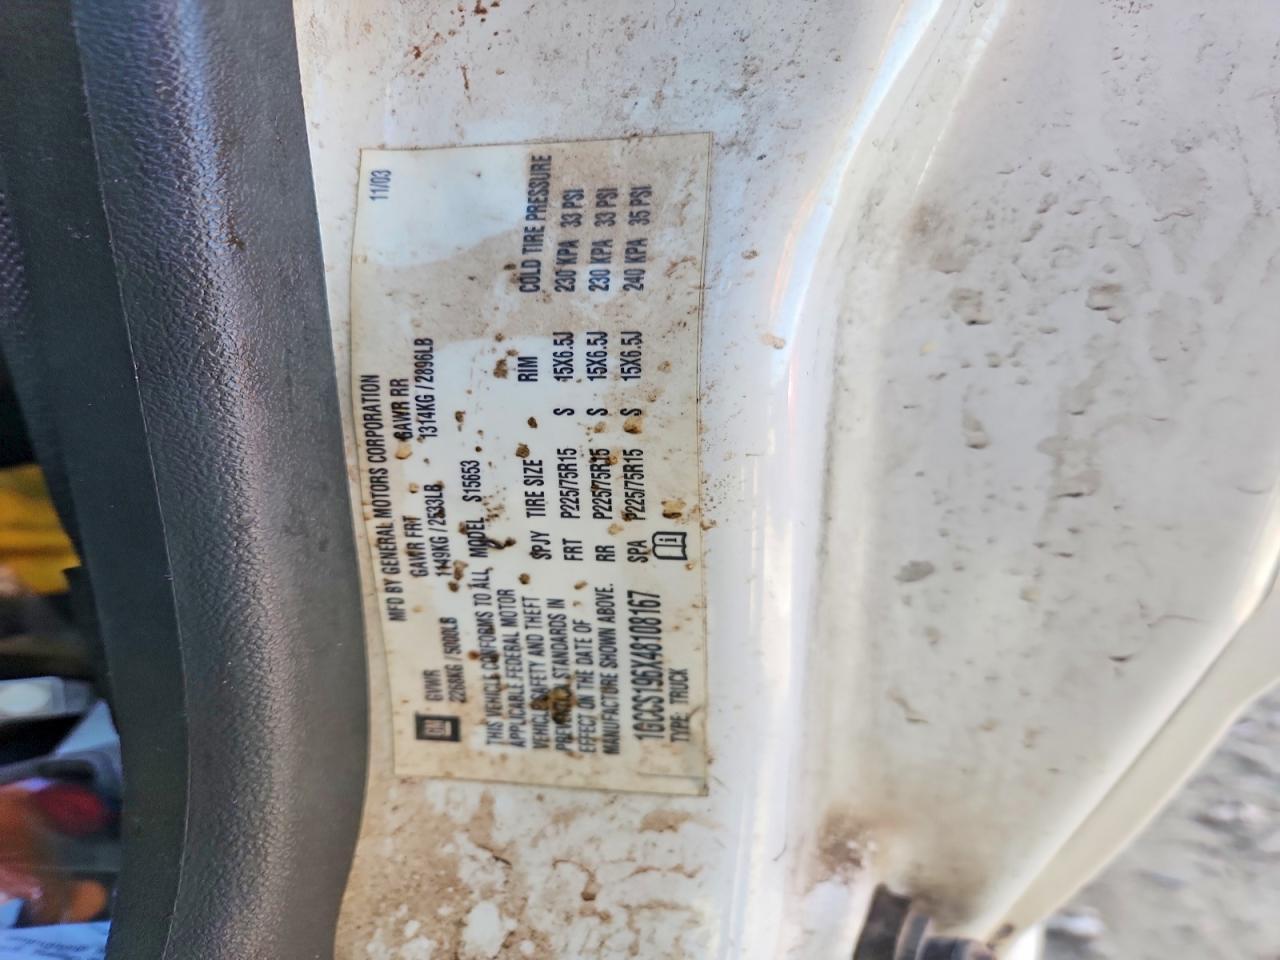 MFD BY GENERAL MOTORS CORPORATION 11/03
GM GVWR GAWR FRT GAWR RR
2268KG / 5000LB 1149KG / 2533LB 1314KG / 2896LB
THIS VEHICLE CONFORMS TO ALL MODEL S15653
APPLICABLE FEDERAL MOTOR
VEHICLE SAFETY AND THEFT
PREVENTION STANDARDS IN
EFFECT ON THE DATE OF
MANUFACTURE SHOWN ABOVE.
SPJY TIRE SIZE RIM COLD TIRE PRESSURE
FRT P225/75R15 S 15X6.5J 230 KPA 33 PSI
RR P225/75R15 S 15X6.5J 230 KPA 33 PSI
SPA P225/75R15 S 15X6.5J 240 KPA 35 PSI
1GCCS196X48108167
TYPE: TRUCK